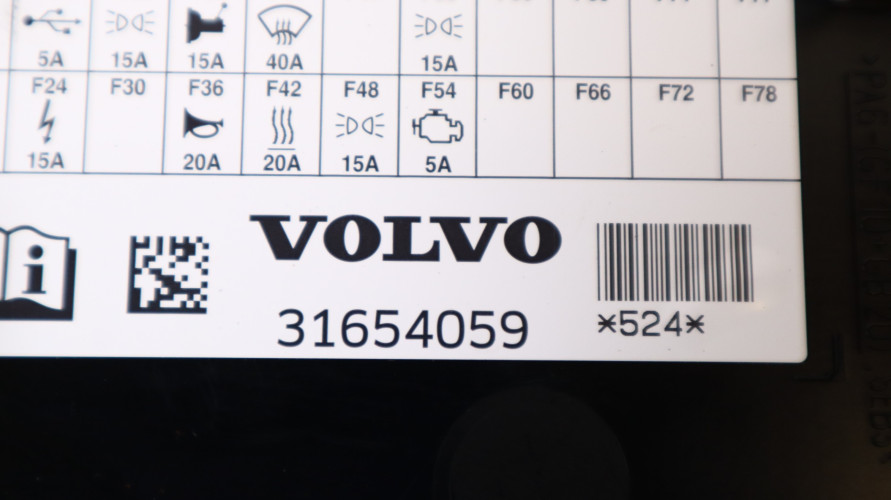 5A 15A 15A 40A 15A
F24 F30 F36 F42 F48 F54 F60 F66 F72 F78
15A 20A 20A 15A 5A
VOLVO
31654059
*524*